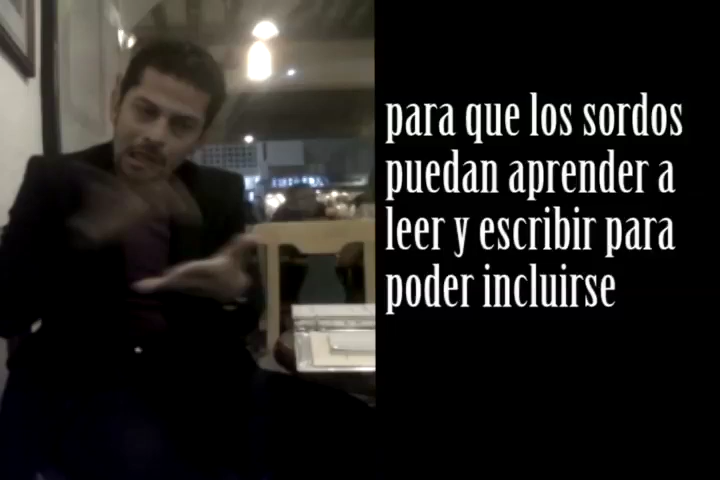 para que los sordos
puedan aprender a
leer y escribir para
poder incluirse